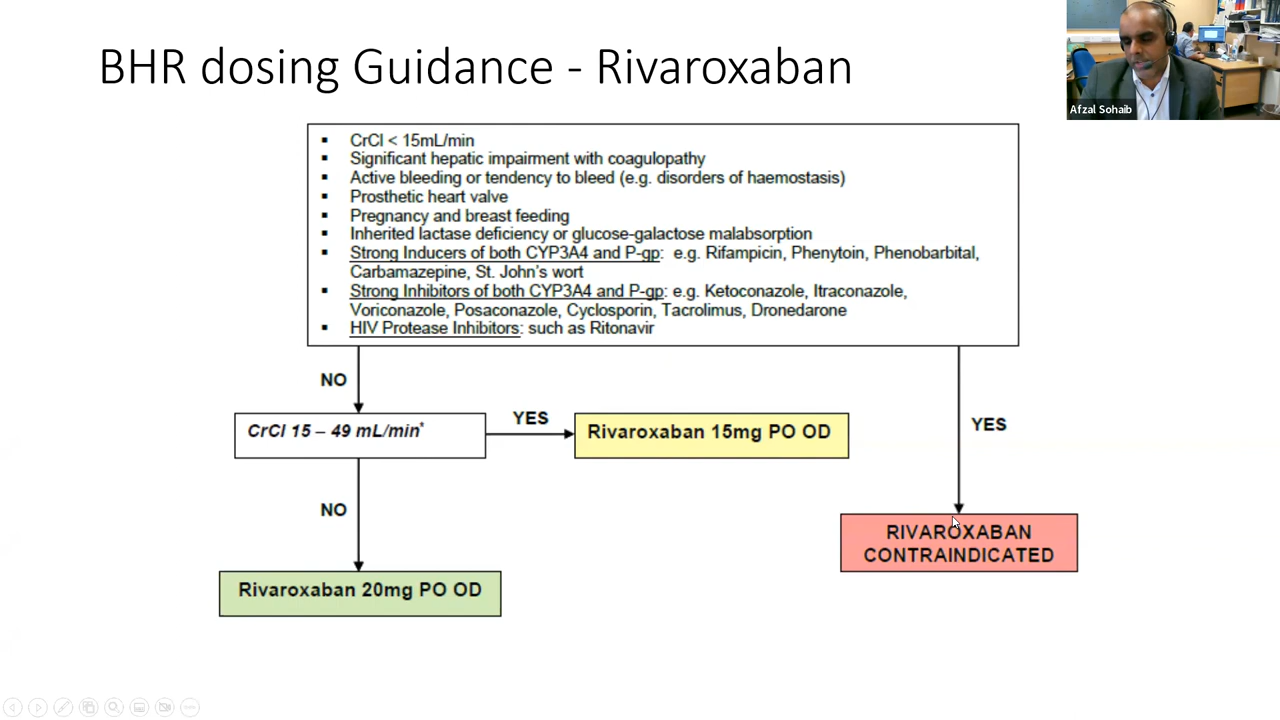 BHR dosing Guidance - Rivaroxaban
Afzal Sohaib
▪ CrCl < 15mL/min
▪ Significant hepatic impairment with coagulopathy
▪ Active bleeding or tendency to bleed (e.g. disorders of haemostasis)
▪ Prosthetic heart valve
▪ Pregnancy and breast feeding
▪ Inherited lactase deficiency or glucose-galactose malabsorption
▪ Strong Inducers of both CYP3A4 and P-gp: e.g. Rifampicin, Phenytoin, Phenobarbital,
Carbamazepine, St. John's wort
▪ Strong Inhibitors of both CYP3A4 and P-gp: e.g. Ketoconazole, Itraconazole,
Voriconazole, Posaconazole, Cyclosporin, Tacrolimus, Dronedarone
▪ HIV Protease Inhibitors: such as Ritonavir
NO
CrCl 15 – 49 mL/min*
YES
Rivaroxaban 15mg PO OD
YES
NO
RIVAROXABAN
CONTRAINDICATED
Rivaroxaban 20mg PO OD